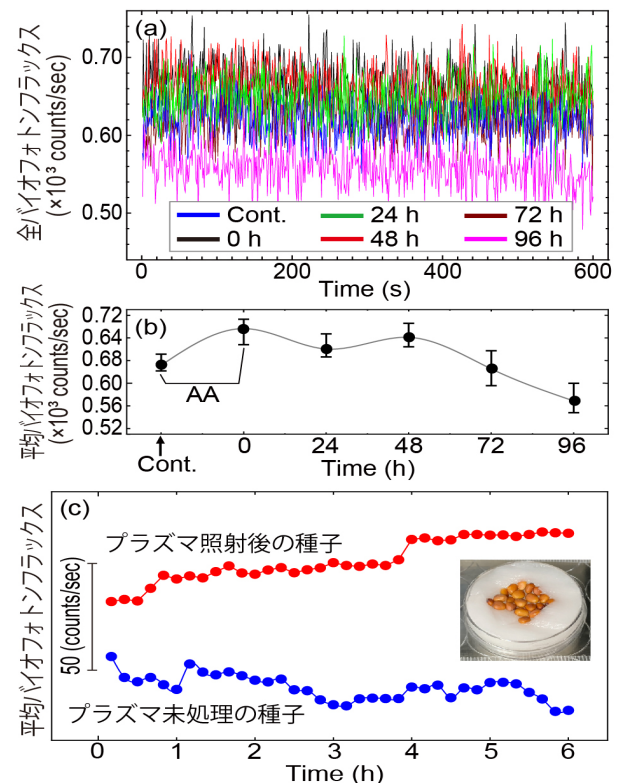 (a)
全バイオフォトンフラックス
(×10³ counts/sec)
0.70
0.60
0.50
Cont.
24 h
72 h
0 h
48 h
96 h
0
200
400
600
Time (s)
(b)
平均バイオフォトンフラックス
(×10³ counts/sec)
0.72
0.64
0.68
0.60
0.56
0.52
AA
Cont.
0
24
48
72
96
Time (h)
(c)
平均バイオフォトンフラックス
50 (counts/sec)
プラズマ照射後の種子
プラズマ未処理の種子
0
1
2
3
4
5
6
Time (h)